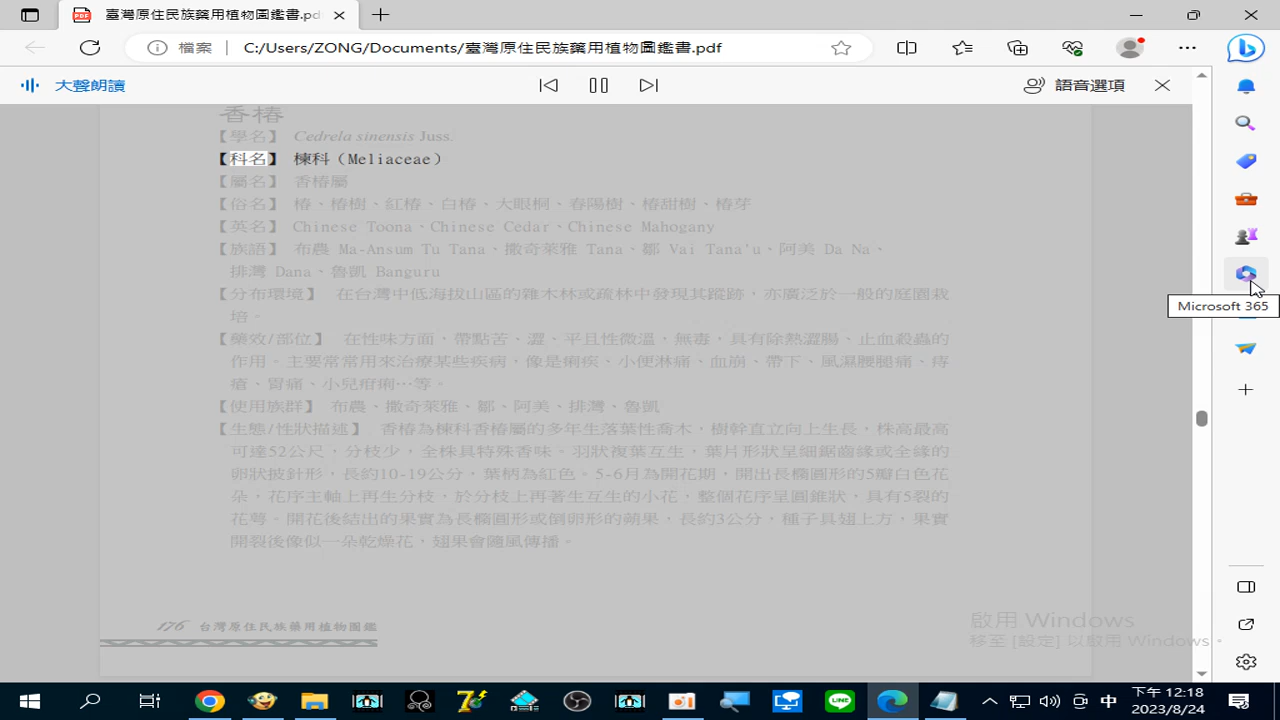 臺灣原住民族藥用植物圖鑑書.pdf
檔案
C:/Users/ZONG/Documents/臺灣原住民族藥用植物圖鑑書.pdf
大聲朗讀
語音選項
香椿
【學名】 Cedrela sinensis Juss.
【科名】 楝科（Meliaceae）
【屬名】 香椿屬
【俗名】 椿、椿樹、紅椿、白椿、大眼桐、春陽樹、椿甜樹、椿芽
【英名】 Chinese Toona、Chinese Cedar、Chinese Mahogany
【族語】 布農 Ma-Ansum Tu Tana、撒奇萊雅 Tana、鄒 Vai Tana'u、阿美 Da Na、
排灣 Dana、魯凱 Banguru
【分布環境】 在台灣中低海拔山區的雜木林或疏林中發現其蹤跡，亦廣泛於一般的庭園栽
培。
【藥效/部位】 在性味方面，帶點苦、澀、平且性微溫，無毒，具有除熱澀腸、止血殺蟲的
作用。主要常常用來治療某些疾病，像是痢疾、小便淋痛、血崩、帶下、風濕腰腿痛、痔
瘡、胃痛、小兒疳痢…等。
【使用族群】 布農、撒奇萊雅、鄒、阿美、排灣、魯凱
【生態/性狀描述】 香椿為楝科香椿屬的多年生落葉性喬木，樹幹直立向上生長，株高最高
可達52公尺，分枝少，全株具特殊香味。羽狀複葉互生，葉片形狀呈細鋸齒緣或全緣的
卵狀披針形，長約10-19公分，葉柄為紅色。5-6月為開花期，開出長橢圓形的5瓣白色花
朵，花序主軸上再生分枝，於分枝上再著生互生的小花，整個花序呈圓錐狀，具有5裂的
花萼。開花後結出的果實為長橢圓形或倒卵形的蒴果，長約3公分，種子具翅上方，果實
開裂後像似一朵乾燥花，翅果會隨風傳播。
176 台灣原住民族藥用植物圖鑑
Microsoft 365
啟用 Windows
移至 [設定] 以啟用 Windows。
中
下午 12:18
2023/8/24